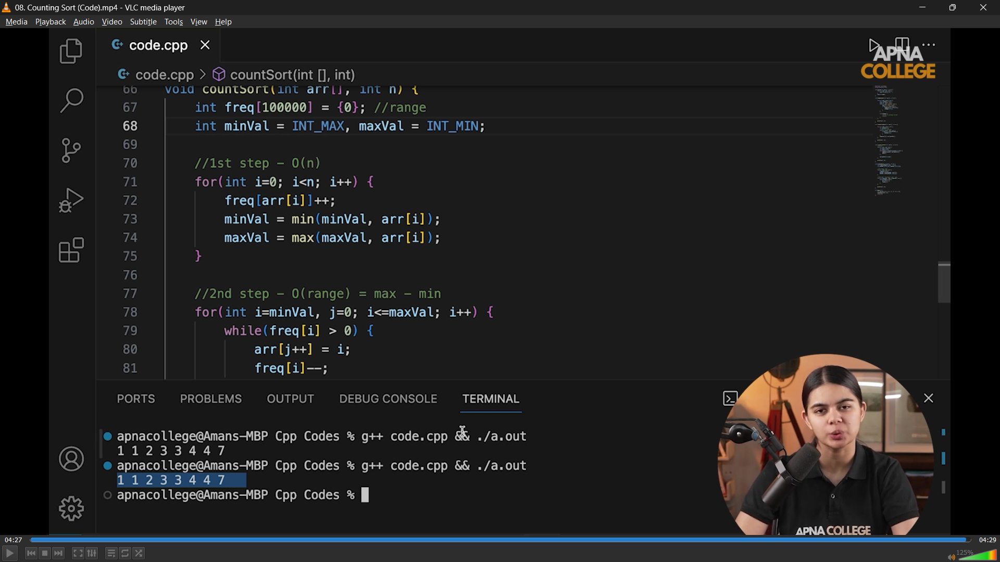 08. Counting Sort (Code).mp4 - VLC media player
Media Playback Audio Video Subtitle Tools View Help
code.cpp
APNA
COLLEGE
code.cpp > countSort(int [], int)
66 void countSort(int arr[], int n) {
67 int freq[100000] = {0}; //range
68 int minVal = INT_MAX, maxVal = INT_MIN;
69
70 //1st step – O(n)
71 for(int i=0; i<n; i++) {
72 freq[arr[i]]++;
73 minVal = min(minVal, arr[i]);
74 maxVal = max(maxVal, arr[i]);
75 }
76
77 //2nd step – O(range) = max – min
78 for(int i=minVal, j=0; i<=maxVal; i++) {
79 while(freq[i] > 0) {
80 arr[j++] = i;
81 freq[i]--;
PORTS PROBLEMS OUTPUT DEBUG CONSOLE TERMINAL
apnacollege@Amans-MBP Cpp Codes % g++ code.cpp && ./a.out
1 1 2 3 3 4 4 7
apnacollege@Amans-MBP Cpp Codes % g++ code.cpp && ./a.out
1 1 2 3 3 4 4 7
apnacollege@Amans-MBP Cpp Codes %
APNA COLLEGE
04:27 04:29
125%